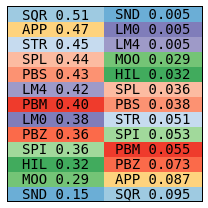 SQR 0.51 SND 0.005
APP 0.47 LM0 0.005
STR 0.45 LM4 0.005
SPL 0.44 MOO 0.029
PBS 0.43 HIL 0.032
LM4 0.42 SPL 0.036
PBM 0.40 PBS 0.038
LM0 0.38 STR 0.051
PBZ 0.36 SPI 0.053
SPI 0.36 PBM 0.055
HIL 0.32 PBZ 0.073
MOO 0.29 APP 0.087
SND 0.15 SQR 0.095